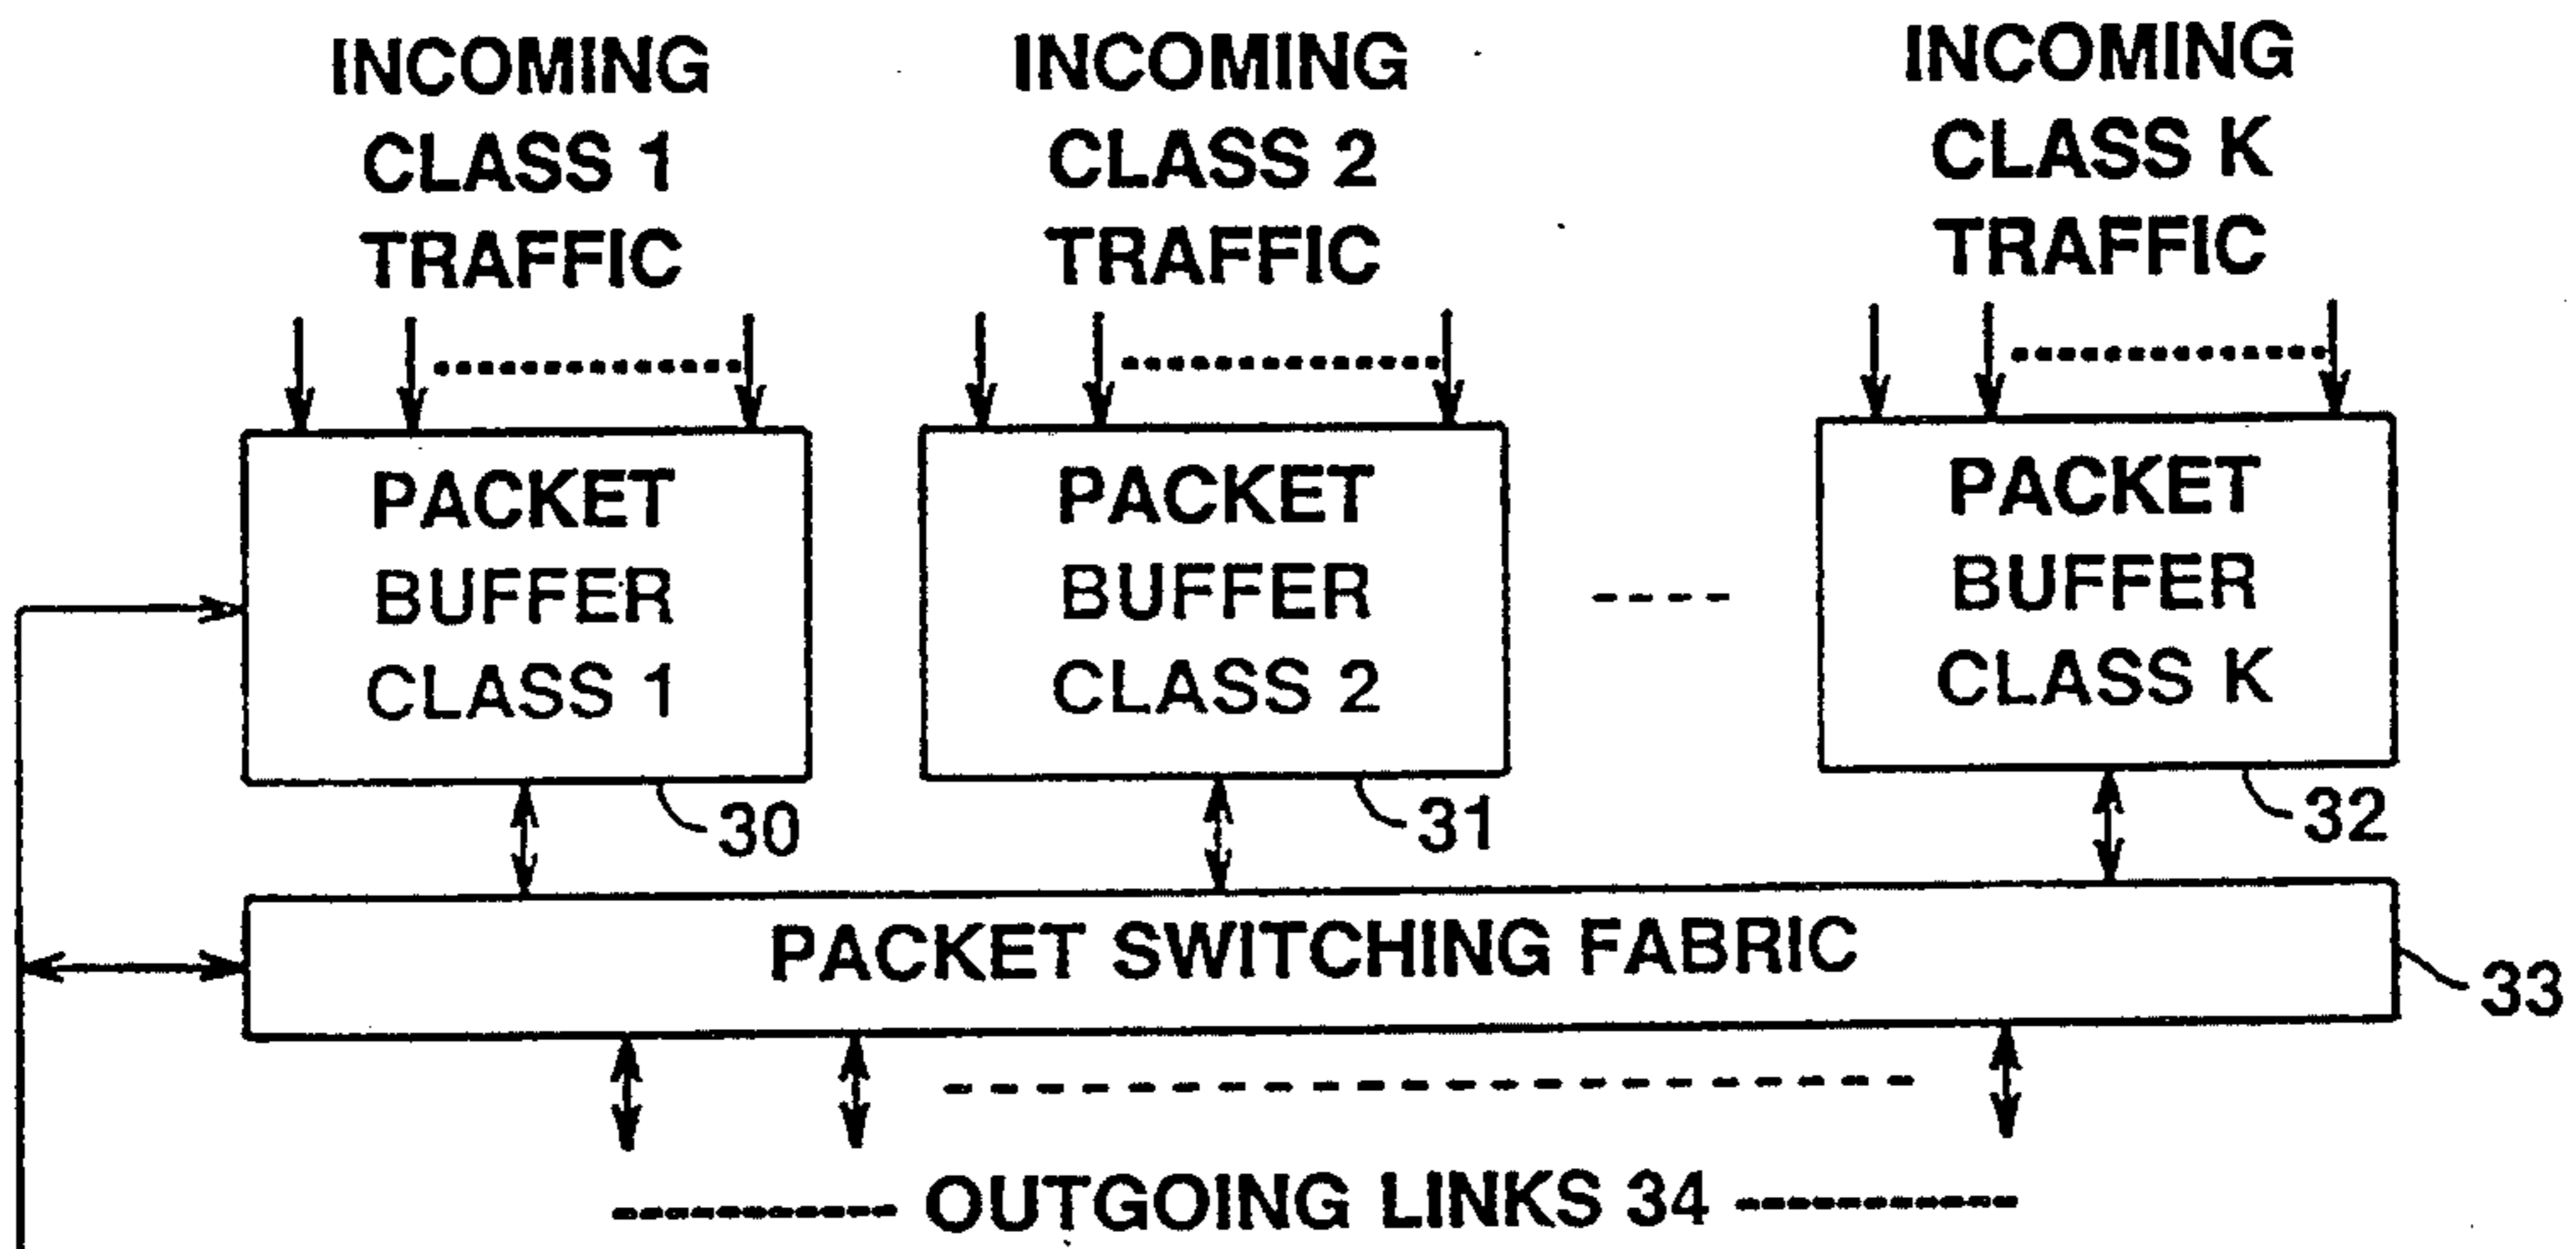 INCOMING
CLASS 1
TRAFFIC
INCOMING
CLASS 2
TRAFFIC
INCOMING
CLASS K
TRAFFIC
PACKET
BUFFER
CLASS 1
30
PACKET
BUFFER
CLASS 2
31
PACKET
BUFFER
CLASS K
32
PACKET SWITCHING FABRIC
33
OUTGOING LINKS 34